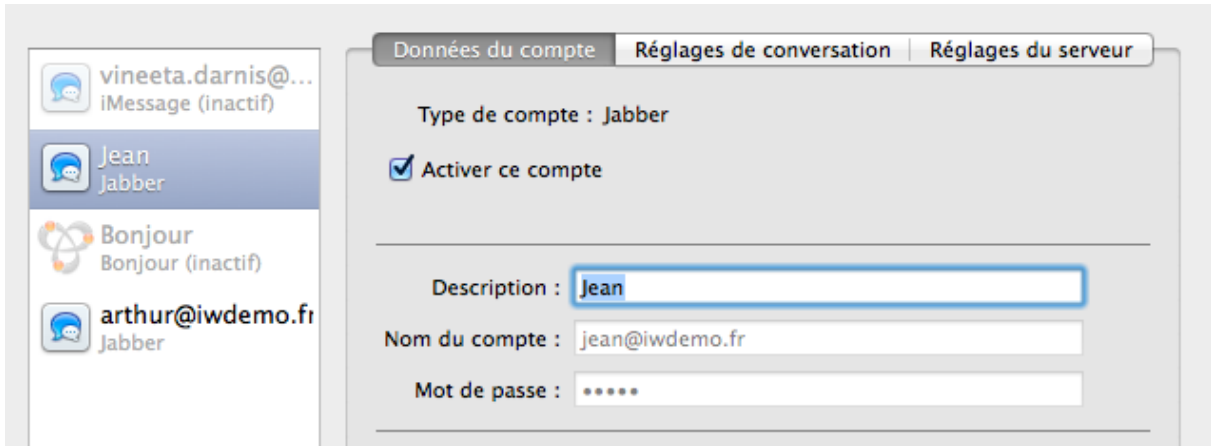 vineeta.darnis@...
iMessage (inactif)
Jean
Jabber
Bonjour
Bonjour (inactif)
arthur@iwdemo.fr
Jabber
Données du compte
Réglages de conversation
Réglages du serveur
Type de compte : Jabber
Activer ce compte
Description : Jean
Nom du compte : jean@iwdemo.fr
Mot de passe : •••••